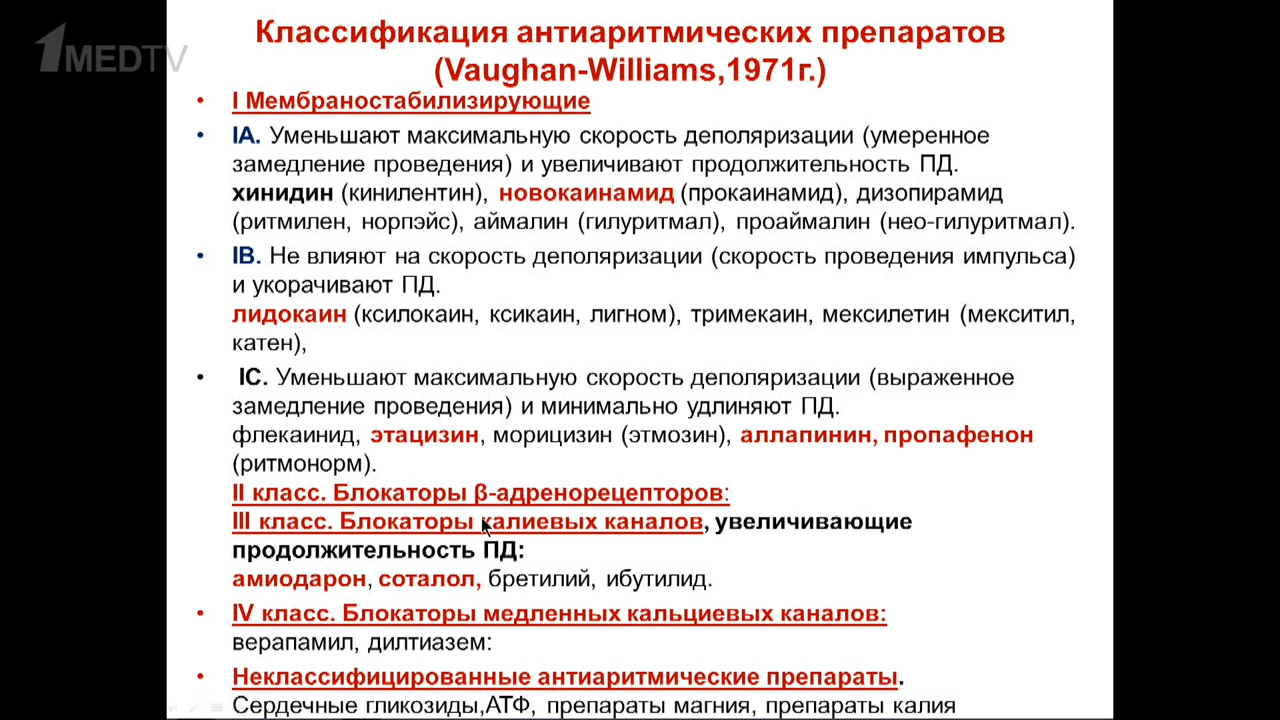 1MEDTV
Классификация антиаритмических препаратов
(Vaughan-Williams,1971г.)
• I Мембраностабилизирующие
• IA. Уменьшают максимальную скорость деполяризации (умеренное
замедление проведения) и увеличивают продолжительность ПД.
хинидин (кинилентин), новокаинамид (прокаинамид), дизопирамид
(ритмилен, норпэйс), аймалин (гилуритмал), проаймалин (нео-гилуритмал).
• IB. Не влияют на скорость деполяризации (скорость проведения импульса)
и укорачивают ПД.
лидокаин (ксилокаин, ксикаин, лигном), тримекаин, мексилетин (мекситил,
катен),
• IC. Уменьшают максимальную скорость деполяризации (выраженное
замедление проведения) и минимально удлиняют ПД.
флекаинид, этацизин, морицизин (этмозин), аллапинин, пропафенон
(ритмонорм).
II класс. Блокаторы β-адренорецепторов:
III класс. Блокаторы калиевых каналов, увеличивающие
продолжительность ПД:
амиодарон, соталол, бретилий, ибутилид.
• IV класс. Блокаторы медленных кальциевых каналов:
верапамил, дилтиазем:
• Неклассифицированные антиаритмические препараты.
Сердечные гликозиды,АТФ, препараты магния, препараты калия